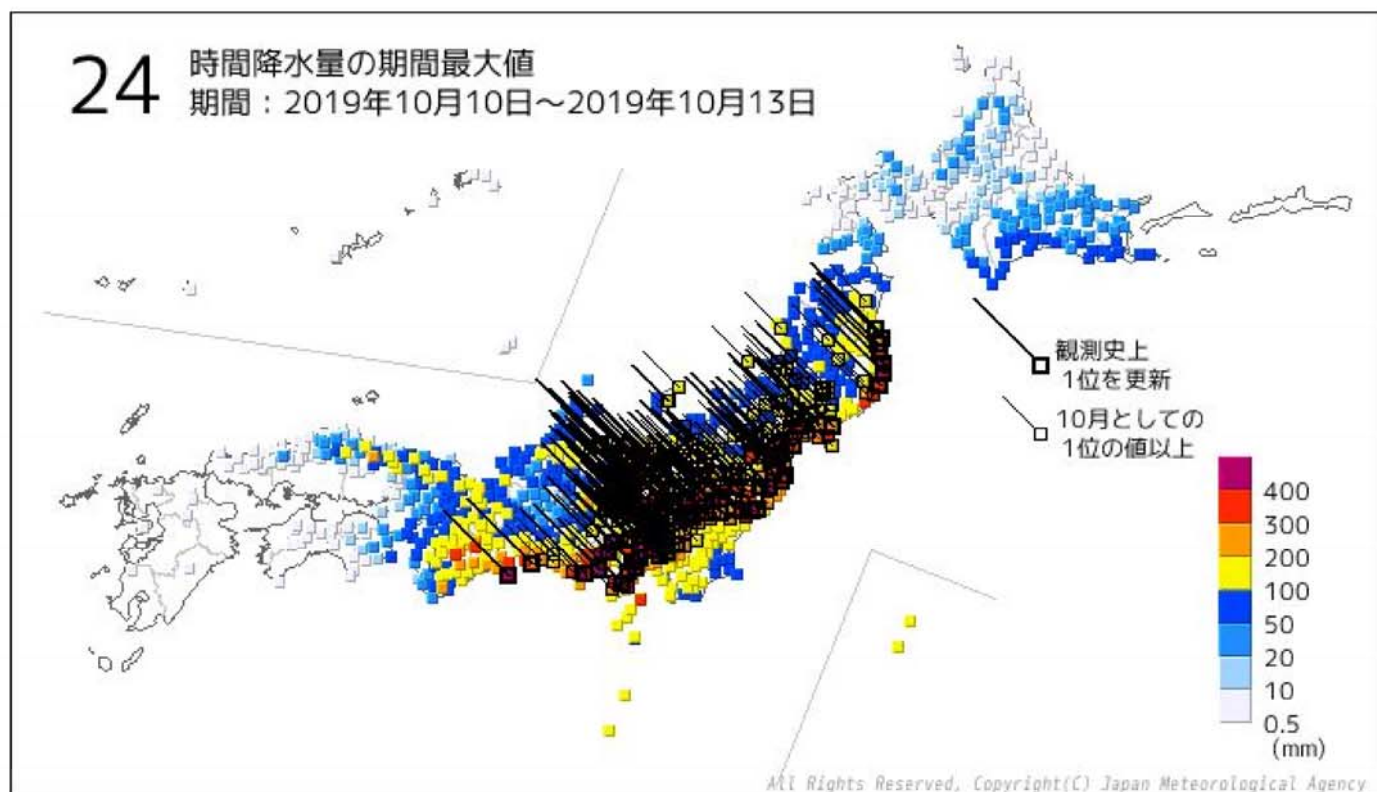 24
時間降水量の期間最大値
期間：2019年10月10日～2019年10月13日
観測史上
1位を更新
10月としての
1位の値以上
400
300
200
100
50
20
10
0.5
(mm)
All Rights Reserved, Copyright(C) Japan Meteorological Agency